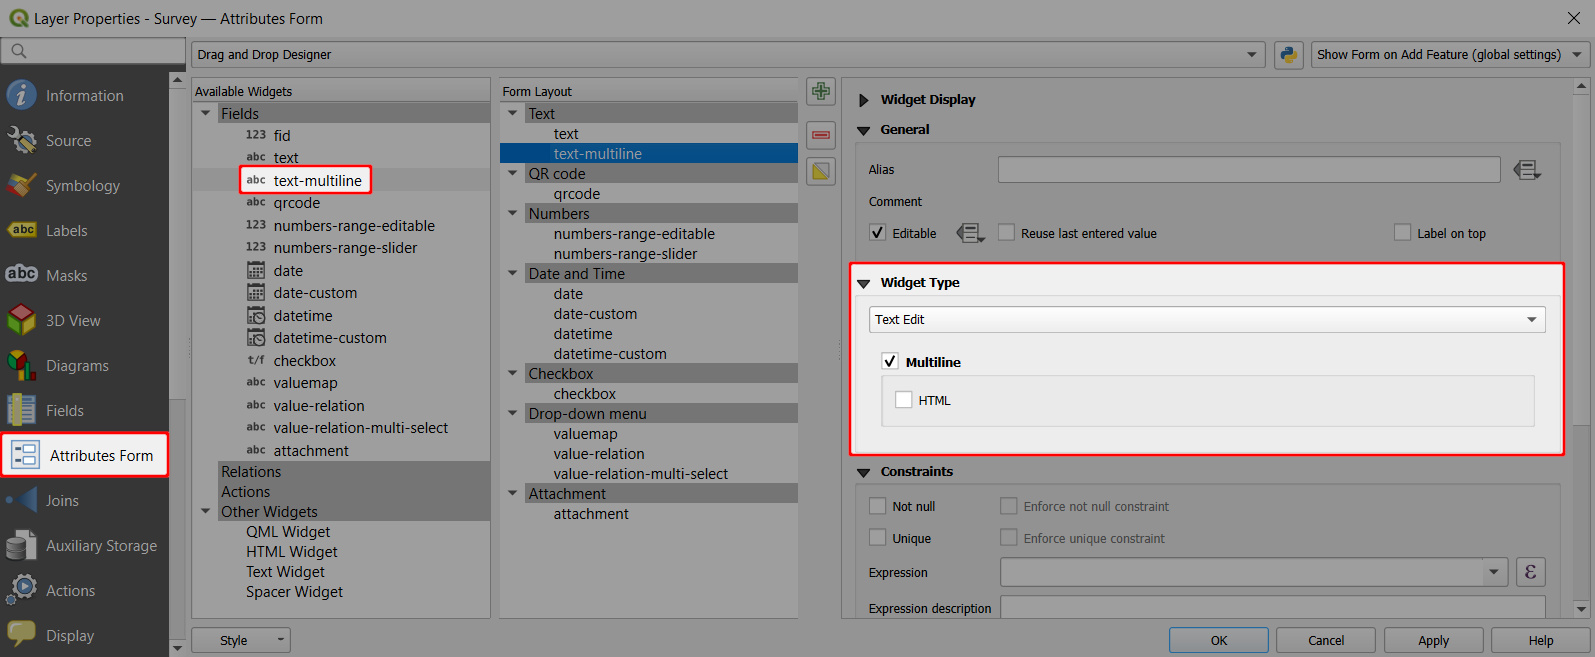 Layer Properties - Survey — Attributes Form
Drag and Drop Designer
Show Form on Add Feature (global settings)
Information
Source
Symbology
abc Labels
abc Masks
3D View
Diagrams
Fields
Attributes Form
Joins
Auxiliary Storage
Actions
Display
Available Widgets
Fields
123 fid
abc text
abc text-multiline
abc qrcode
123 numbers-range-editable
123 numbers-range-slider
date
date-custom
datetime
datetime-custom
t/f checkbox
abc valuemap
abc value-relation
abc value-relation-multi-select
abc attachment
Relations
Actions
Other Widgets
QML Widget
HTML Widget
Text Widget
Spacer Widget
Style
Form Layout
Text
text
text-multiline
QR code
qrcode
Numbers
numbers-range-editable
numbers-range-slider
Date and Time
date
date-custom
datetime
datetime-custom
Checkbox
checkbox
Drop-down menu
valuemap
value-relation
value-relation-multi-select
Attachment
attachment
Widget Display
General
Alias
Comment
Editable Reuse last entered value Label on top
Widget Type
Text Edit
Multiline
HTML
Constraints
Not null Enforce not null constraint
Unique Enforce unique constraint
Expression ε
Expression description
OK Cancel Apply Help